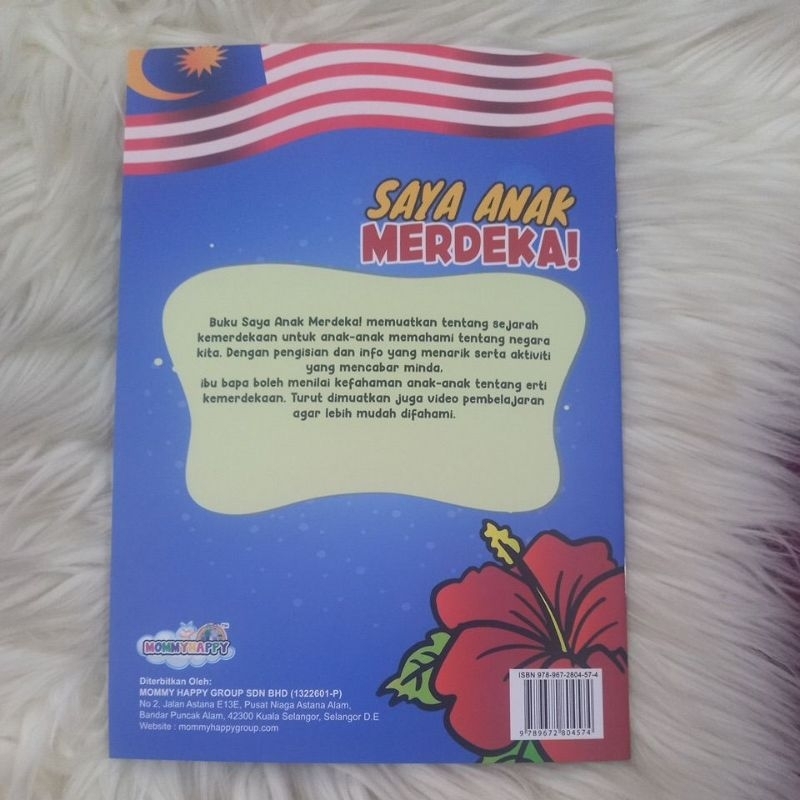 SAYA ANAK
MERDEKA!
Buku Saya Anak Merdeka! memuatkan tentang sejarah
kemerdekaan untuk anak-anak memahami tentang negara
kita. Dengan pengisian dan info yang menarik serta aktiviti
yang mencabar minda,
ibu bapa boleh menilai kefahaman anak-anak tentang erti
kemerdekaan. Turut dimuatkan juga video pembelajaran
agar lebih mudah difahami.
MOMMYHAPPY
TM
Diterbitkan Oleh:
MOMMY HAPPY GROUP SDN BHD (1322601-P)
No 2, Jalan Astana E13E, Pusat Niaga Astana Alam,
Bandar Puncak Alam, 42300 Kuala Selangor, Selangor D.E
Website : mommyhappygroup.com
ISBN 978-967-2804-57-4
9 789672 804574